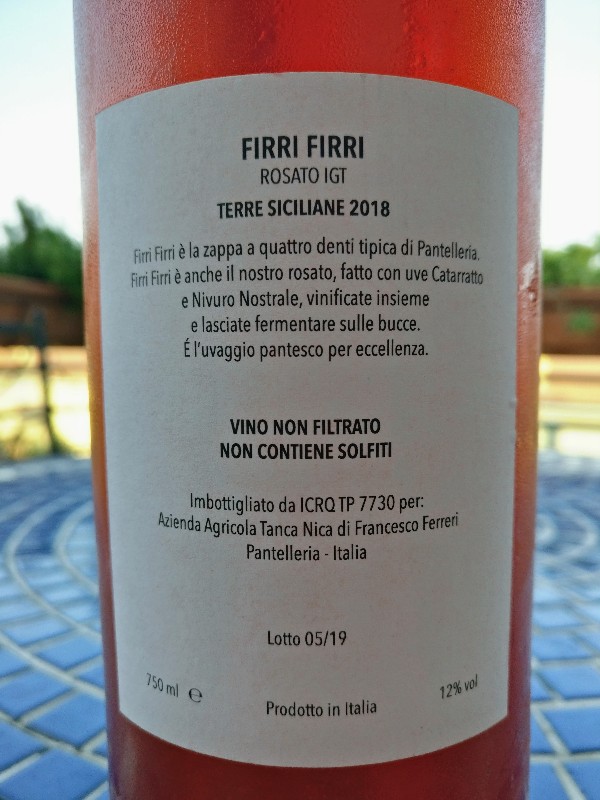 FIRRI FIRRI
ROSATO IGT
TERRE SICILIANE 2018
Firri Firri è la zappa a quattro denti tipica di Pantelleria.
Firri Firri è anche il nostro rosato, fatto con uve Catarratto
e Nivuro Nostrale, vinificate insieme
e lasciate fermentare sulle bucce.
É l'uvaggio pantesco per eccellenza.
VINO NON FILTRATO
NON CONTIENE SOLFITI
Imbottigliato da ICRQ TP 7730 per:
Azienda Agricola Tanca Nica di Francesco Ferreri
Pantelleria - Italia
Lotto 05/19
750 ml ℮
12% vol
Prodotto in Italia